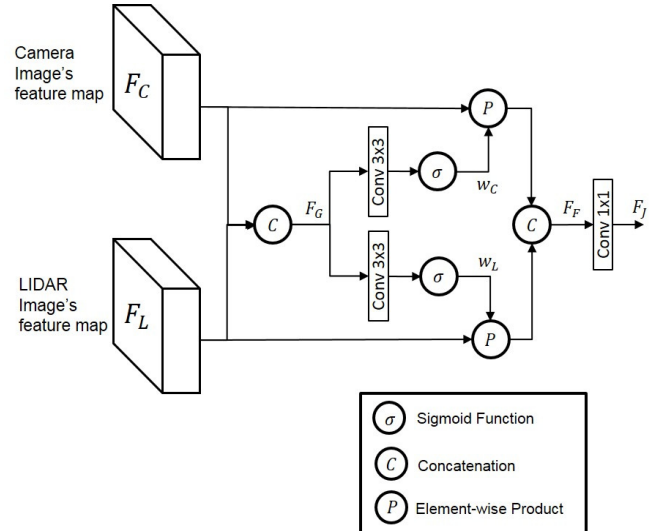 Camera
Image's
feature map
F_C
P
Conv 3x3
σ
w_C
C
F_G
C
F_F
Conv 1x1
F_J
LIDAR
Image's
feature map
F_L
Conv 3x3
σ
w_L
P
σ Sigmoid Function
C Concatenation
P Element-wise Product